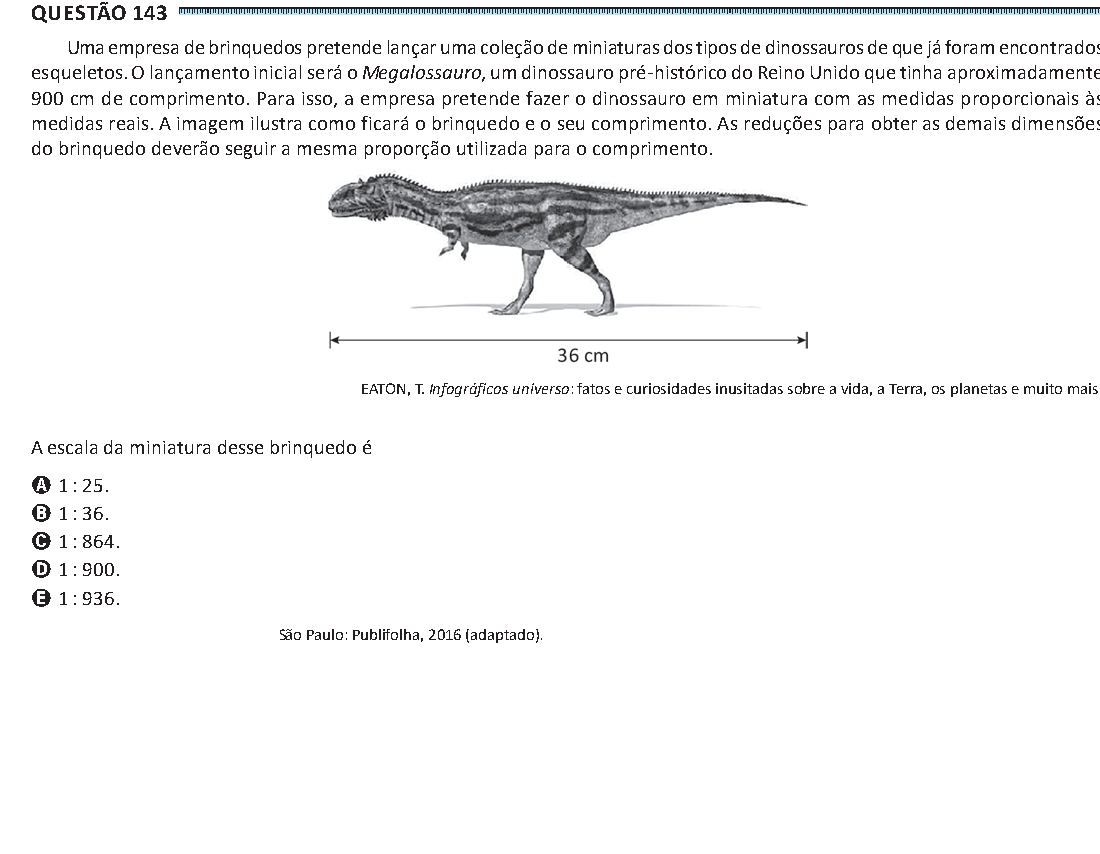 QUESTÃO 143
Uma empresa de brinquedos pretende lançar uma coleção de miniaturas dos tipos de dinossauros de que já foram encontrados
esqueletos. O lançamento inicial será o Megalossauro, um dinossauro pré-histórico do Reino Unido que tinha aproximadamente
900 cm de comprimento. Para isso, a empresa pretende fazer o dinossauro em miniatura com as medidas proporcionais às
medidas reais. A imagem ilustra como ficará o brinquedo e o seu comprimento. As reduções para obter as demais dimensões
do brinquedo deverão seguir a mesma proporção utilizada para o comprimento.
36 cm
EATON, T. Infográficos universo: fatos e curiosidades inusitadas sobre a vida, a Terra, os planetas e muito mais
A escala da miniatura desse brinquedo é
A 1 : 25.
B 1 : 36.
C 1 : 864.
D 1 : 900.
E 1 : 936.
São Paulo: Publifolha, 2016 (adaptado).